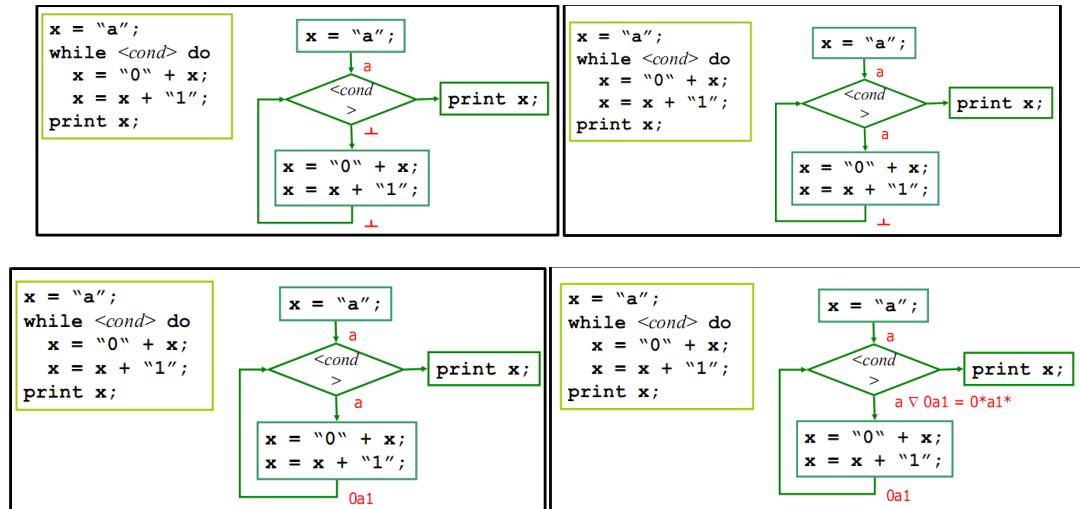 x = “a”;
while <cond> do
x = “0“ + x;
x = x + “1”;
print x;
x = “a”;
a
<cond
>
print x;
⊥
x = “0“ + x;
x = x + “1”;
⊥
x = “a”;
while <cond> do
x = “0“ + x;
x = x + “1”;
print x;
x = “a”;
a
<cond
>
print x;
a
x = “0“ + x;
x = x + “1”;
⊥
x = “a”;
while <cond> do
x = “0“ + x;
x = x + “1”;
print x;
x = “a”;
a
<cond
>
print x;
a
x = “0“ + x;
x = x + “1”;
0a1
x = “a”;
while <cond> do
x = “0“ + x;
x = x + “1”;
print x;
x = “a”;
a
<cond
>
print x;
a ∇ 0a1 = 0*a1*
x = “0“ + x;
x = x + “1”;
0a1